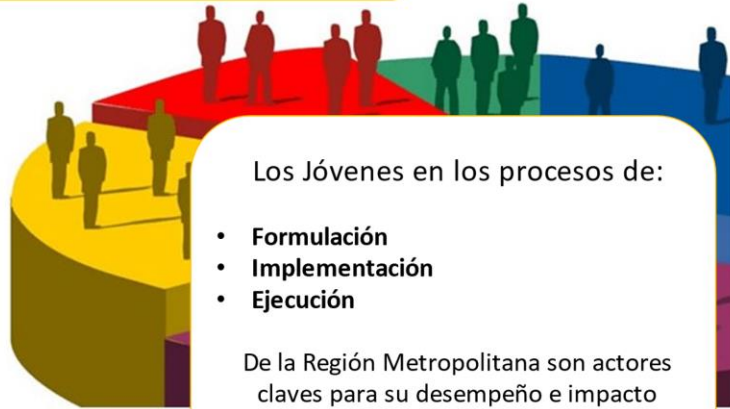 Los Jóvenes en los procesos de:
• Formulación
• Implementación
• Ejecución
De la Región Metropolitana son actores
claves para su desempeño e impacto